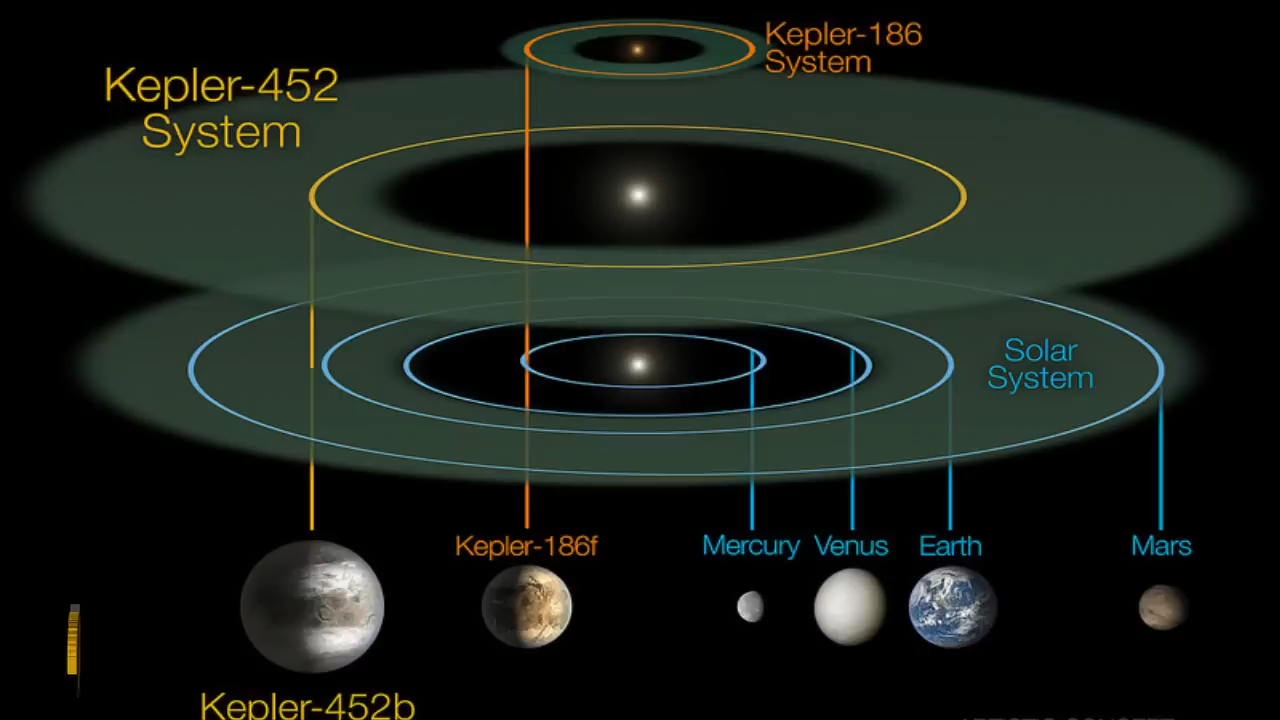 Kepler-186
System
Kepler-452
System
Solar
System
Kepler-186f
Mercury
Venus
Earth
Mars
Kepler-452b